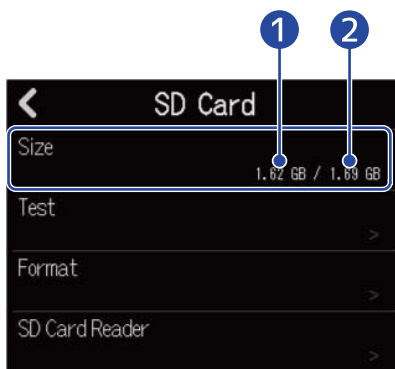 1 2
< SD Card
Size
1.62 GB / 1.69 GB
Test
>
Format
>
SD Card Reader
>